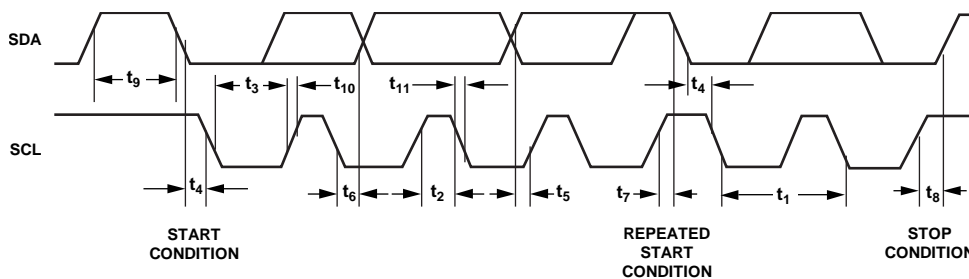 SDA
t9
t3
t10
t11
t4
SCL
t4
t6
t2
t5
t7
t1
t8
START
CONDITION
REPEATED
START
CONDITION
STOP
CONDITION